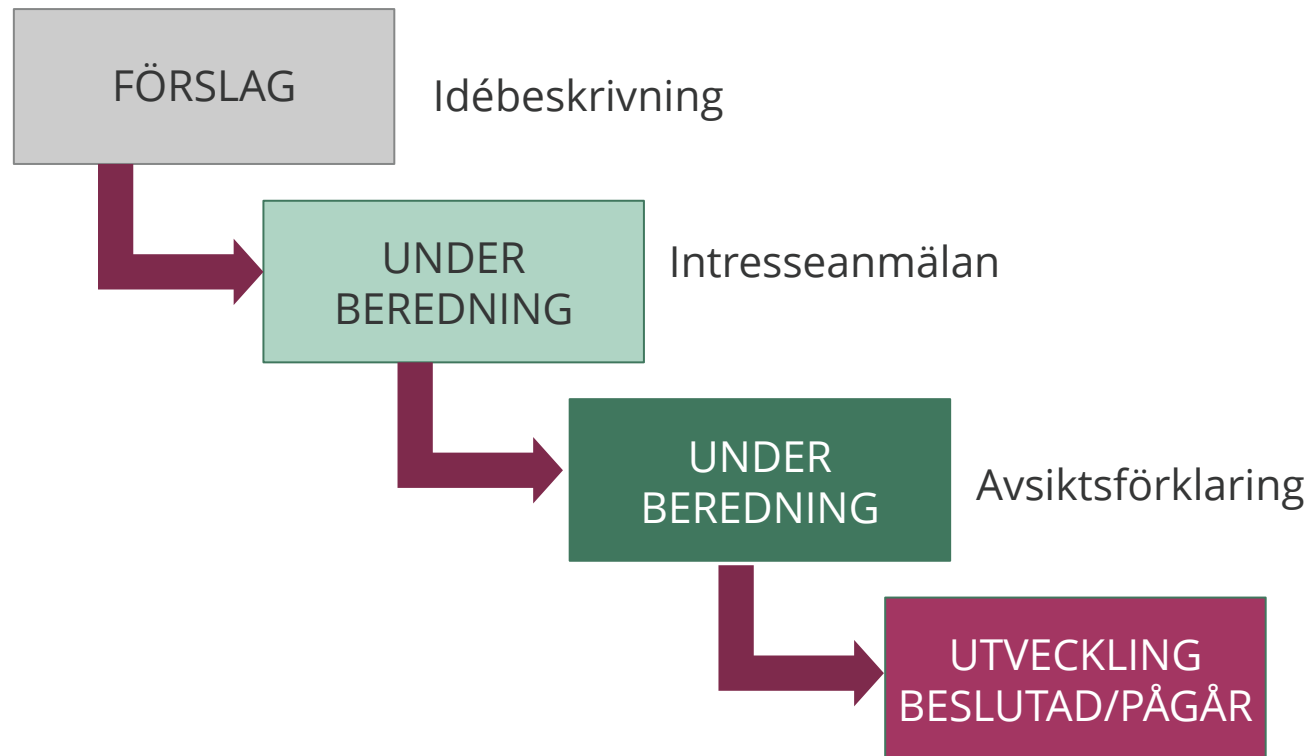 FÖRSLAG
Idébeskrivning
UNDER
BEREDNING
Intresseanmälan
UNDER
BEREDNING
Avsiktsförklaring
UTVECKLING
BESLUTAD/PÅGÅR